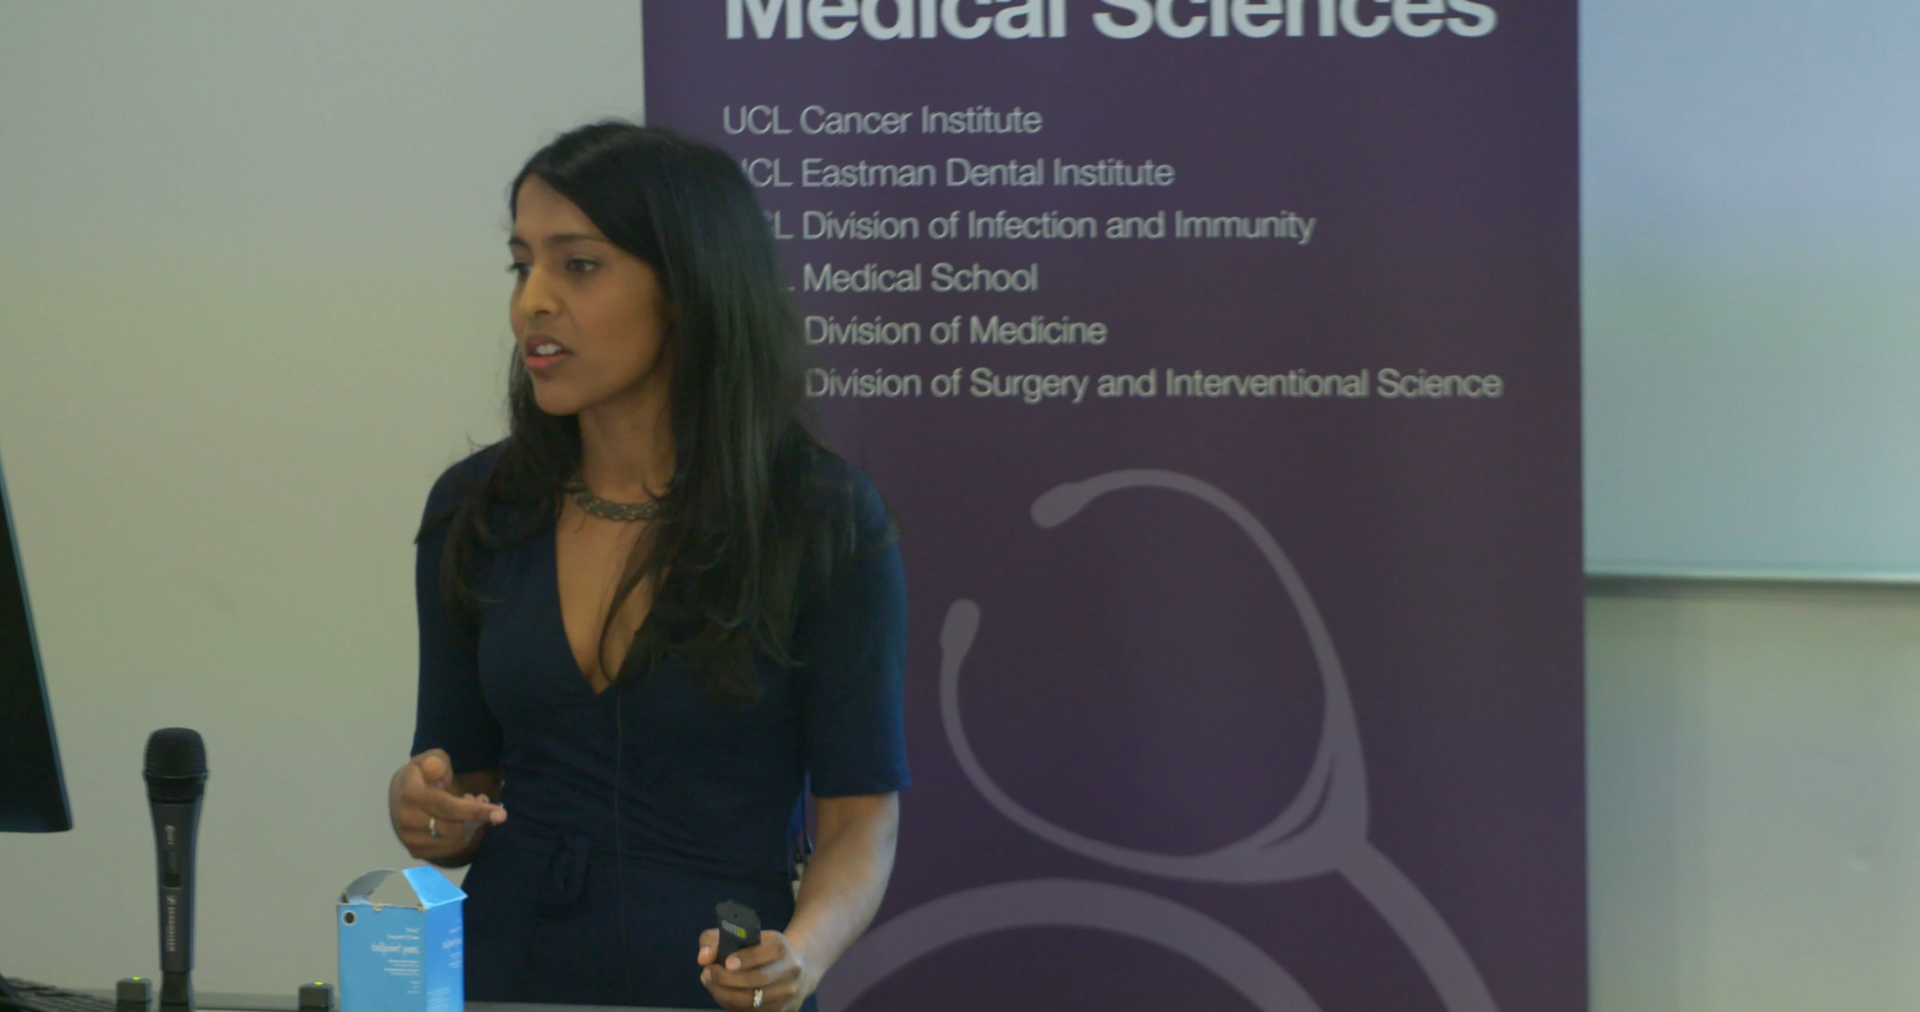 Medical Sciences
UCL Cancer Institute
UCL Eastman Dental Institute
L Division of Infection and Immunity
Medical School
Division of Medicine
Division of Surgery and Interventional Science